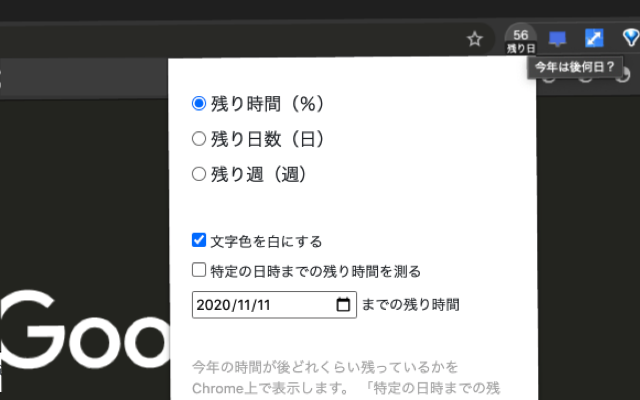 56
残り日
今年は後何日？
残り時間（％）
残り日数（日）
残り週（週）
文字色を白にする
特定の日時までの残り時間を測る
2020/11/11 までの残り時間
Goo
今年の時間が後どれくらい残っているかを
Chrome上で表示します。 「特定の日時までの残